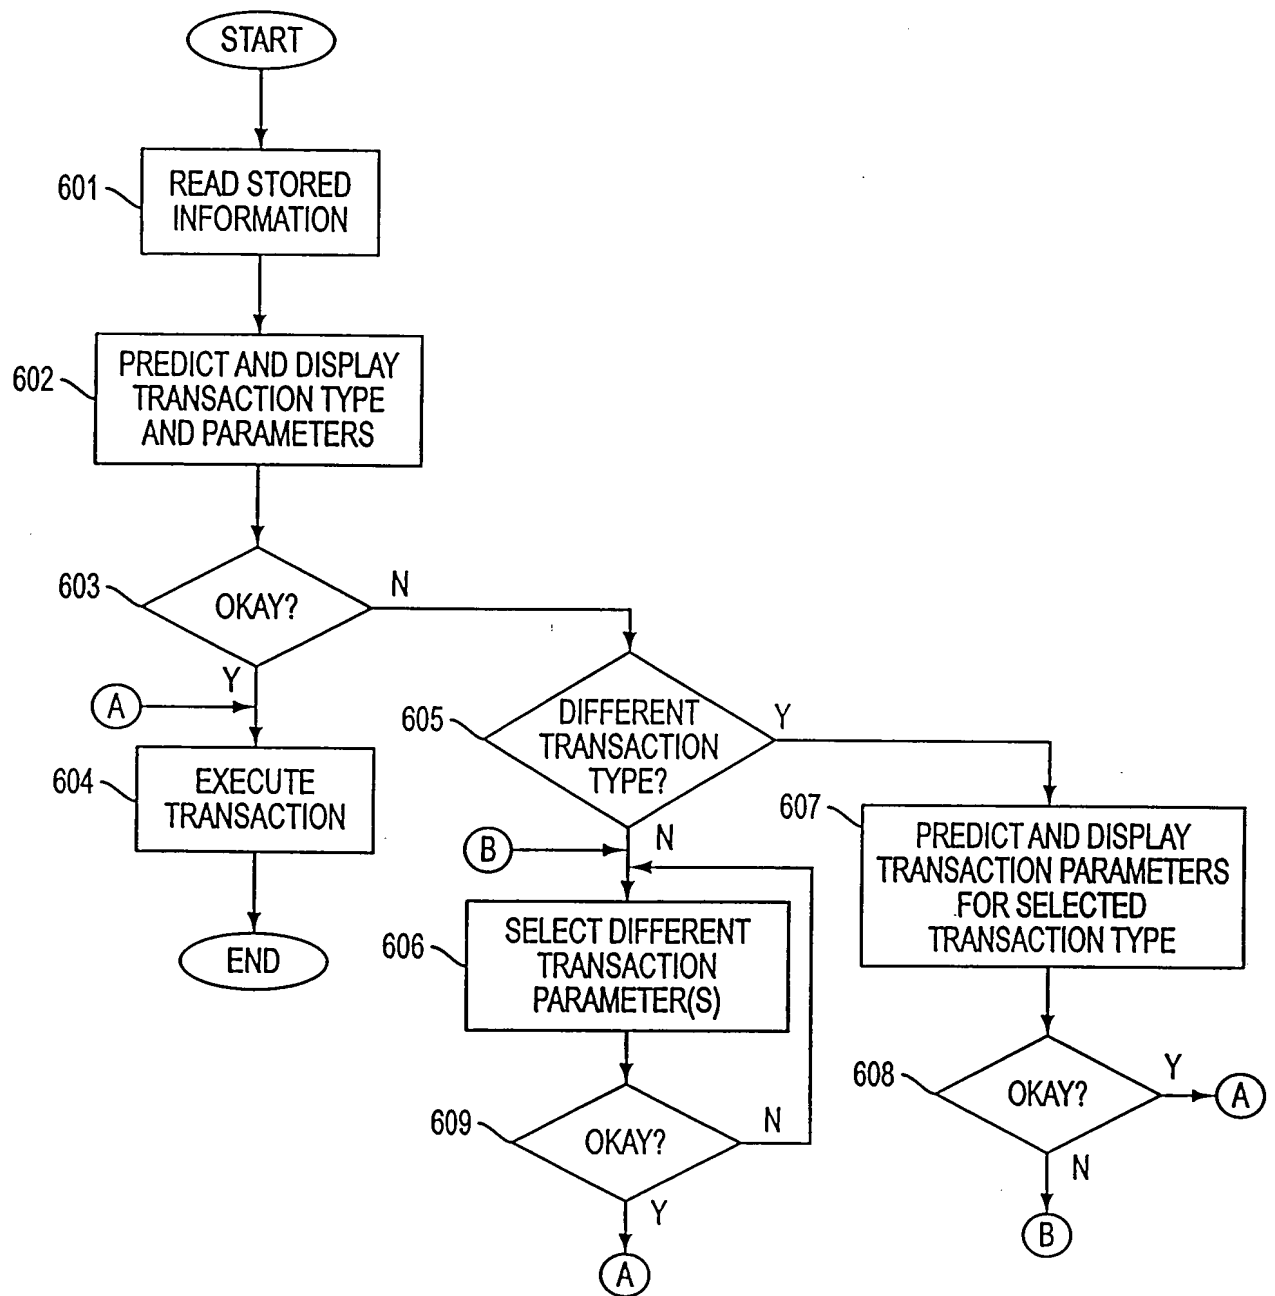 START
601
READ STORED
INFORMATION
602
PREDICT AND DISPLAY
TRANSACTION TYPE
AND PARAMETERS
603
OKAY?
N
Y
A
604
EXECUTE
TRANSACTION
END
605
DIFFERENT
TRANSACTION
TYPE?
Y
N
B
606
SELECT DIFFERENT
TRANSACTION
PARAMETER(S)
609
OKAY?
N
Y
A
607
PREDICT AND DISPLAY
TRANSACTION PARAMETERS
FOR SELECTED
TRANSACTION TYPE
608
OKAY?
Y
A
N
B